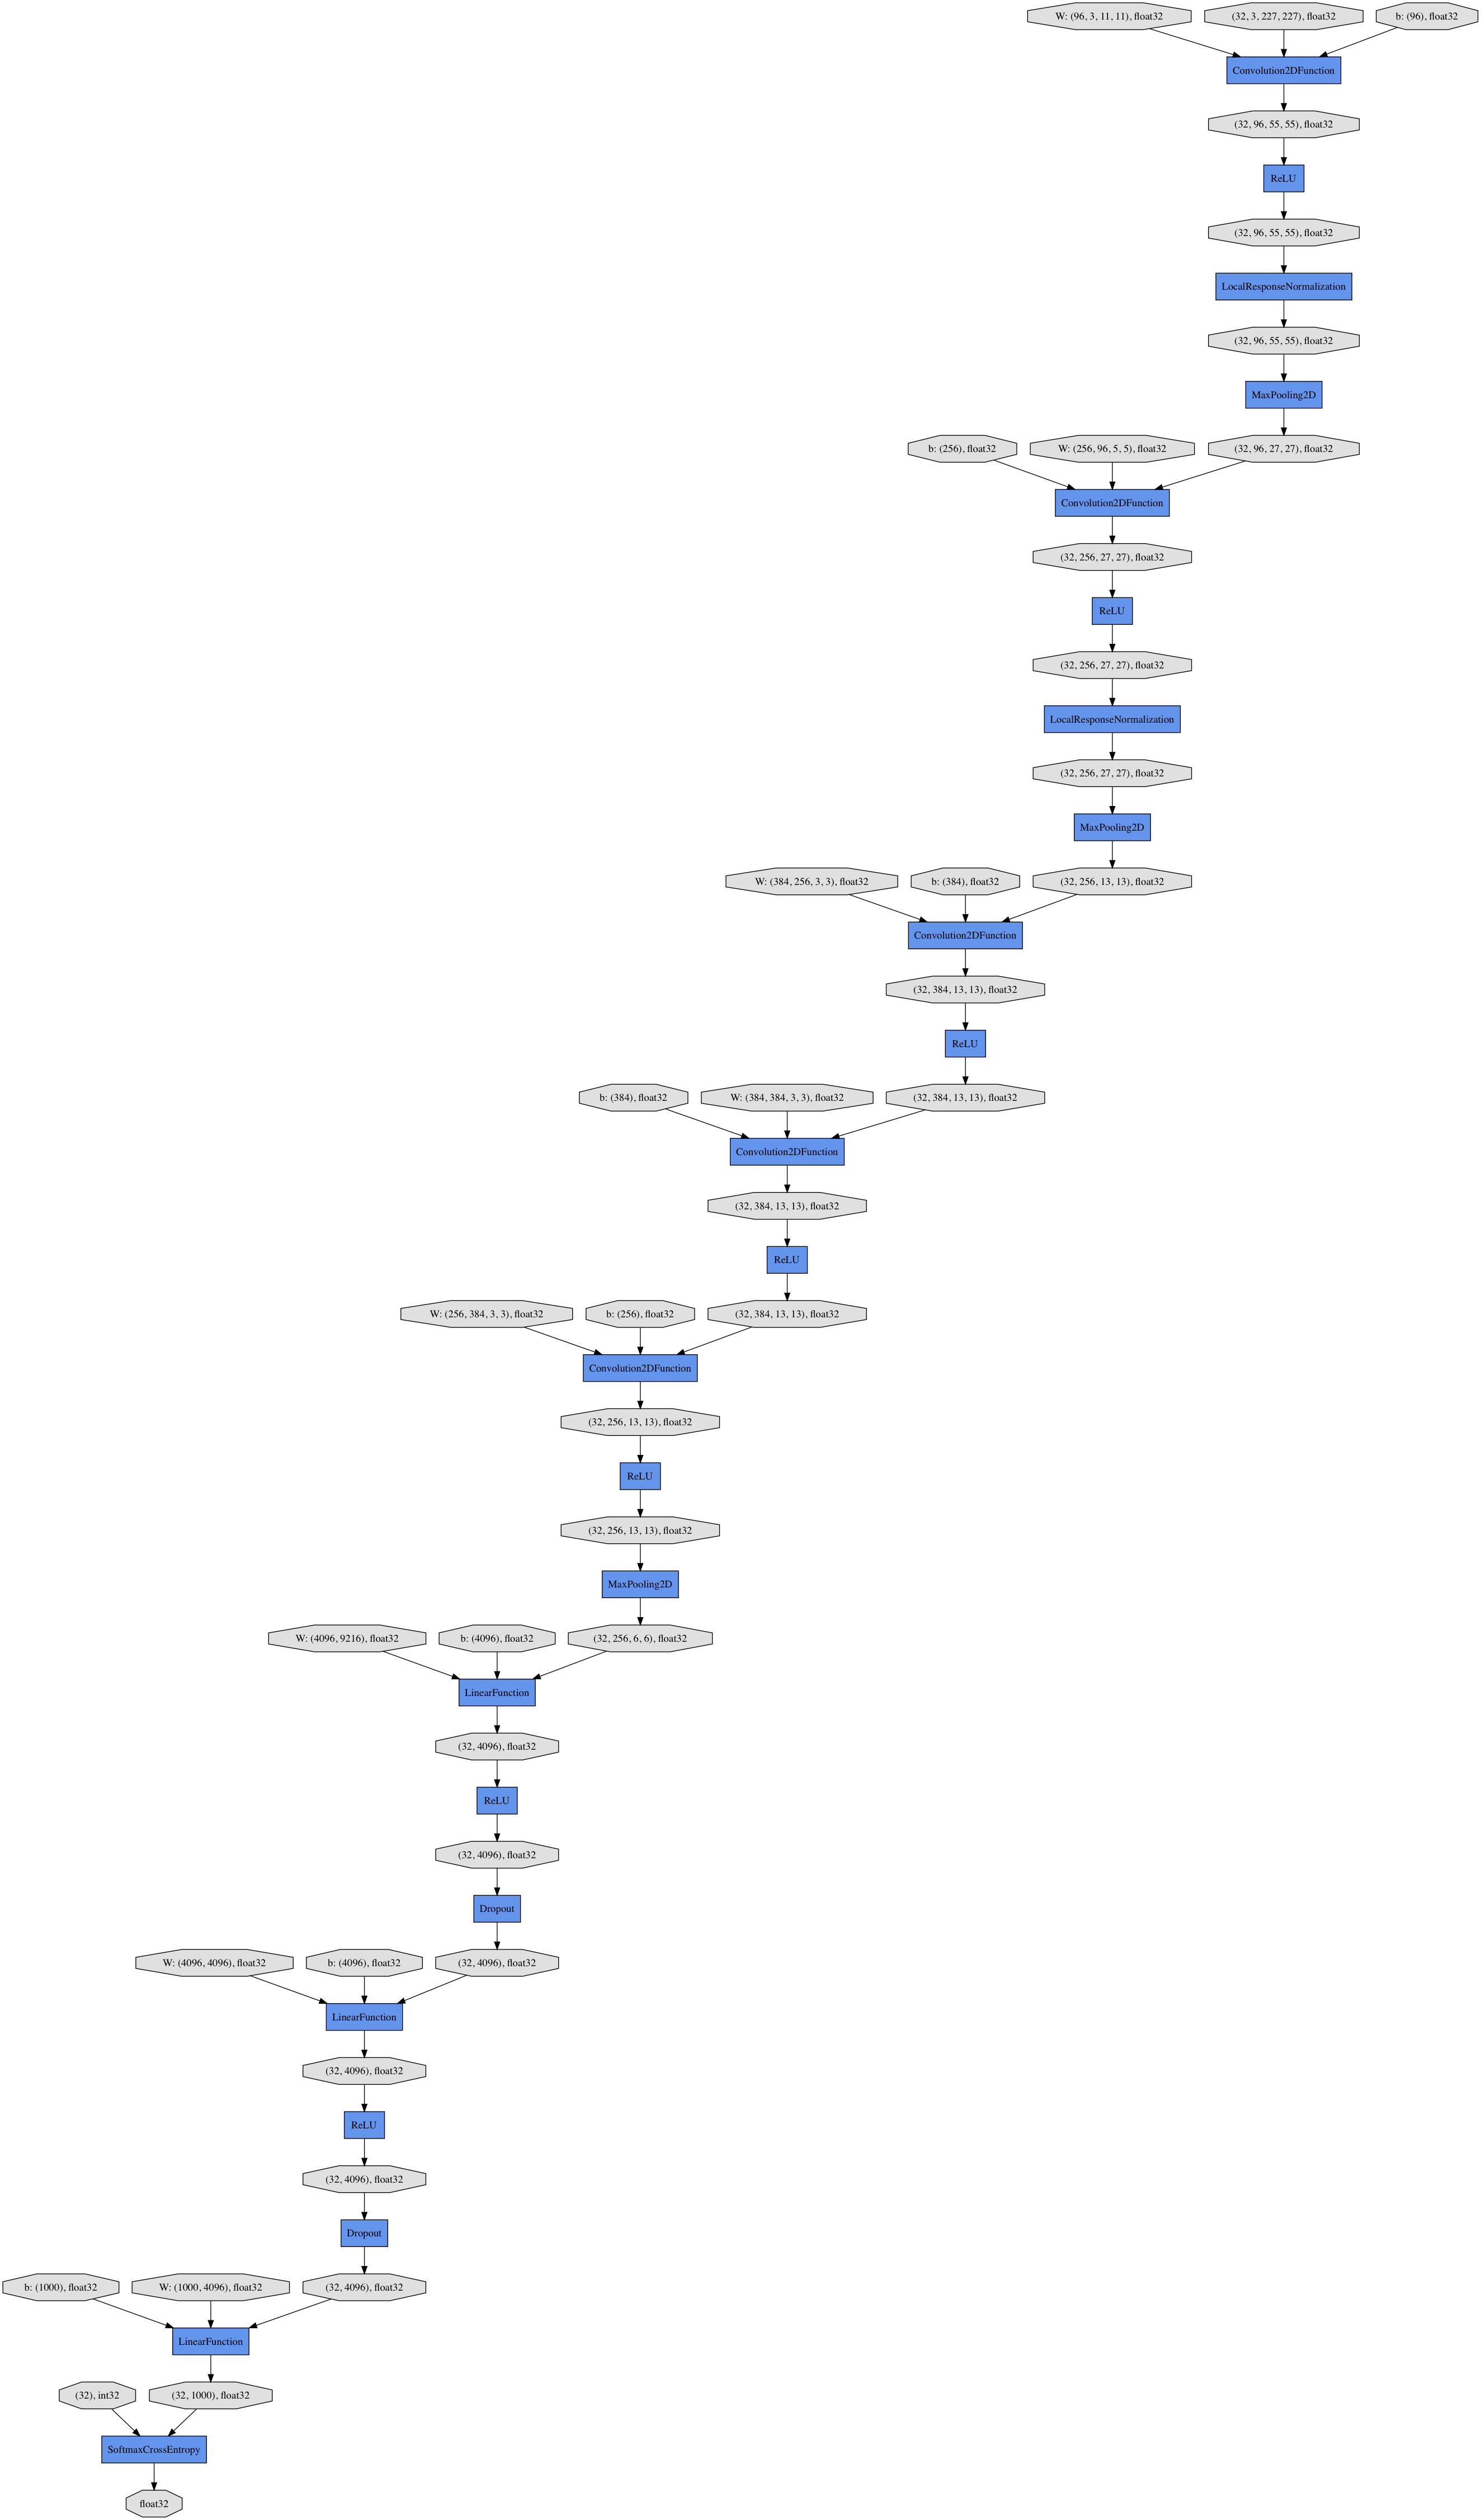 W: (96, 3, 11, 11), float32
(32, 3, 227, 227), float32
b: (96), float32
Convolution2DFunction
(32, 96, 55, 55), float32
ReLU
(32, 96, 55, 55), float32
LocalResponseNormalization
(32, 96, 55, 55), float32
MaxPooling2D
b: (256), float32
W: (256, 96, 5, 5), float32
(32, 96, 27, 27), float32
Convolution2DFunction
(32, 256, 27, 27), float32
ReLU
(32, 256, 27, 27), float32
LocalResponseNormalization
(32, 256, 27, 27), float32
MaxPooling2D
W: (384, 256, 3, 3), float32
b: (384), float32
(32, 256, 13, 13), float32
Convolution2DFunction
(32, 384, 13, 13), float32
ReLU
b: (384), float32
W: (384, 384, 3, 3), float32
(32, 384, 13, 13), float32
Convolution2DFunction
(32, 384, 13, 13), float32
ReLU
W: (256, 384, 3, 3), float32
b: (256), float32
(32, 384, 13, 13), float32
Convolution2DFunction
(32, 256, 13, 13), float32
ReLU
(32, 256, 13, 13), float32
MaxPooling2D
W: (4096, 9216), float32
b: (4096), float32
(32, 256, 6, 6), float32
LinearFunction
(32, 4096), float32
ReLU
(32, 4096), float32
Dropout
W: (4096, 4096), float32
b: (4096), float32
(32, 4096), float32
LinearFunction
(32, 4096), float32
ReLU
(32, 4096), float32
Dropout
b: (1000), float32
W: (1000, 4096), float32
(32, 4096), float32
LinearFunction
(32), int32
(32, 1000), float32
SoftmaxCrossEntropy
float32